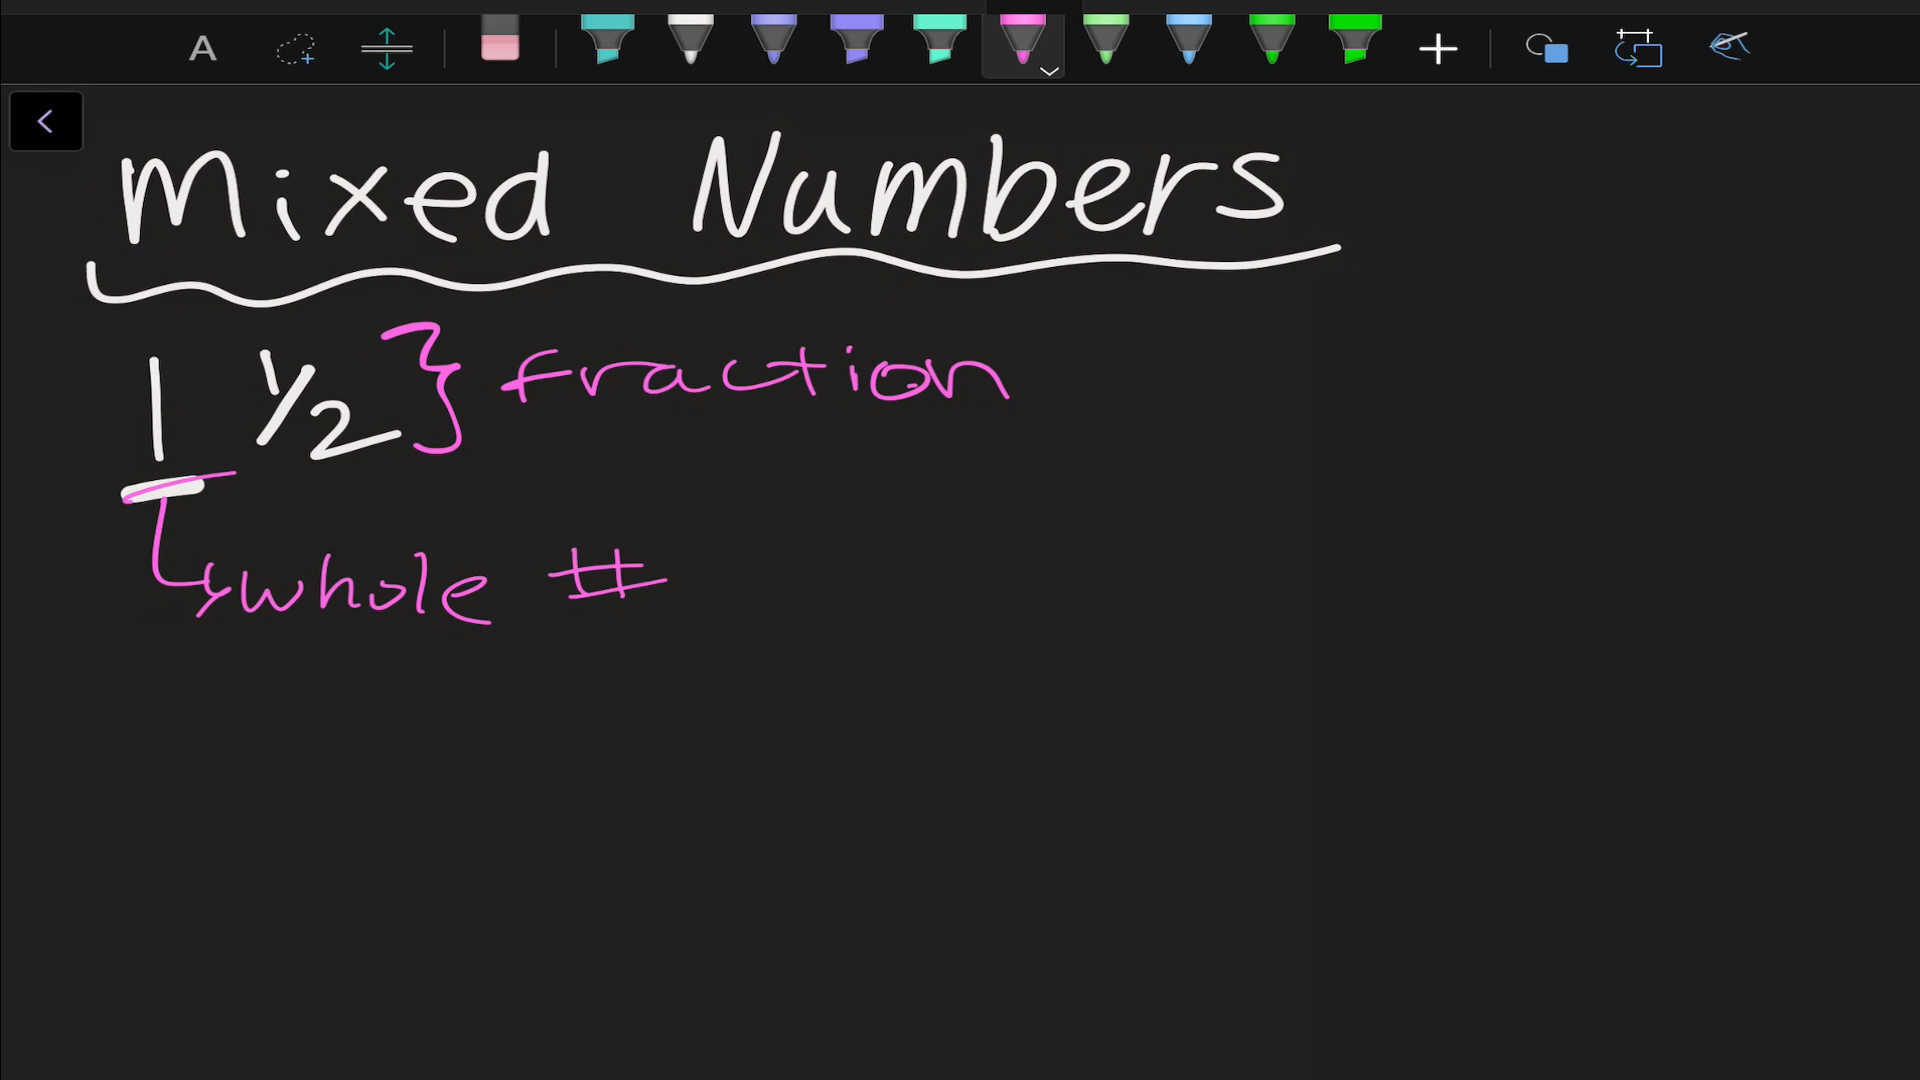 A
Mixed Numbers
1 1/2 } fraction
whole #